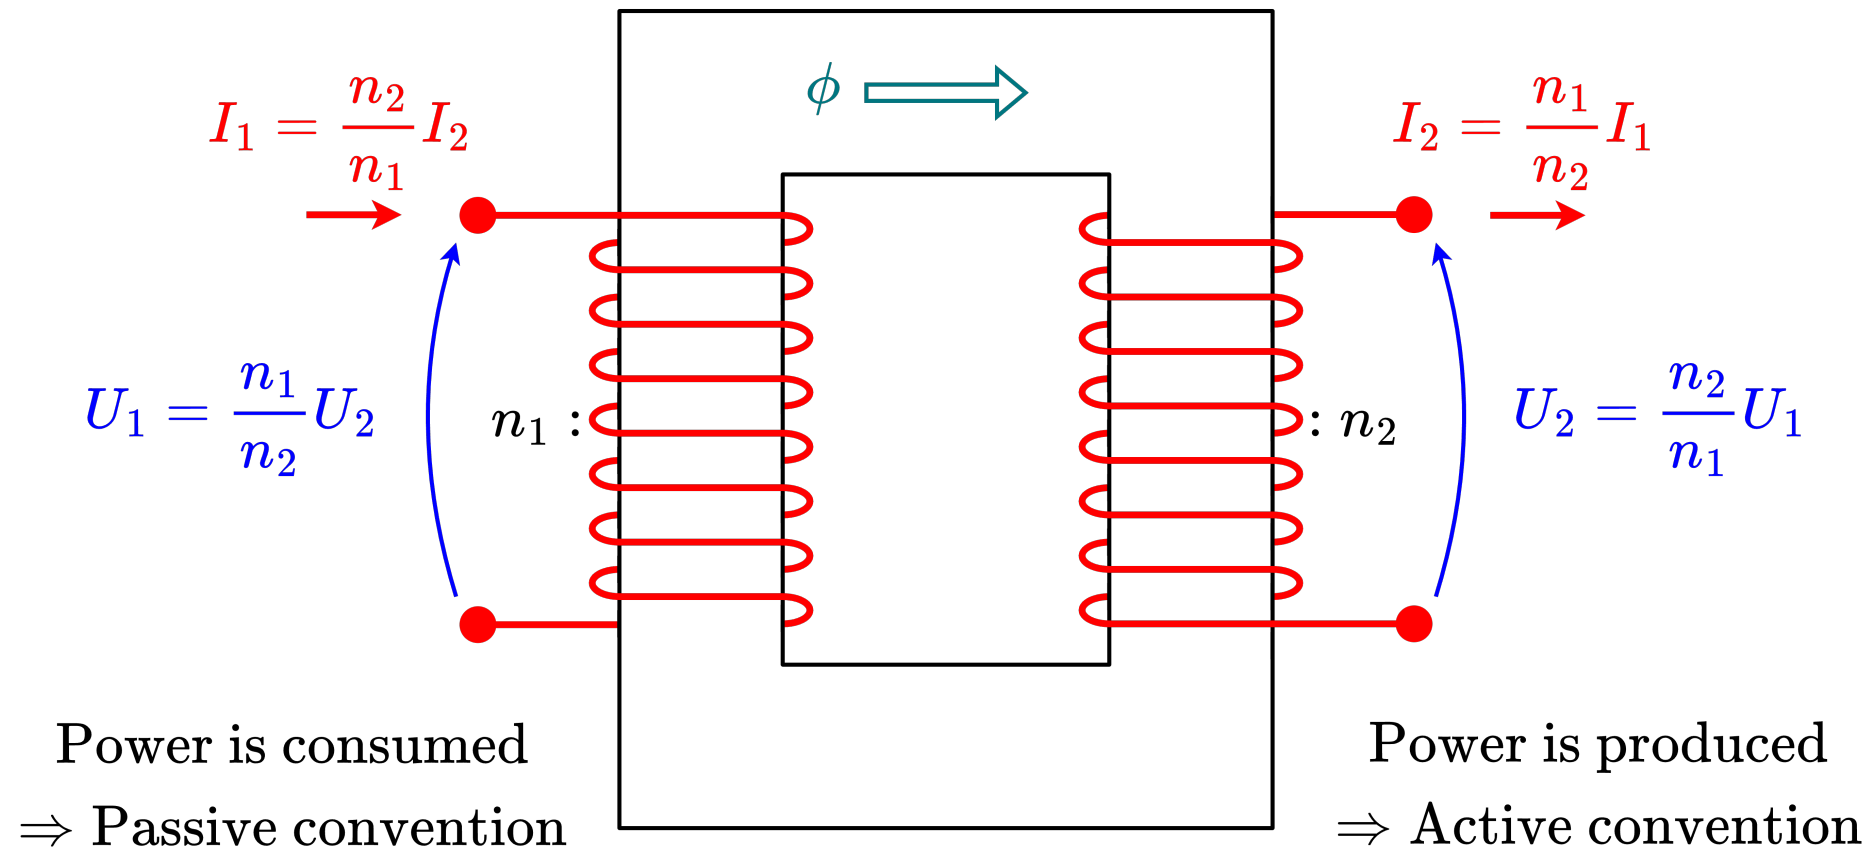 ϕ
I₁ = n₂/n₁ I₂
I₂ = n₁/n₂ I₁
U₁ = n₁/n₂ U₂
n₁ :
: n₂
U₂ = n₂/n₁ U₁
Power is consumed
⇒ Passive convention
Power is produced
⇒ Active convention